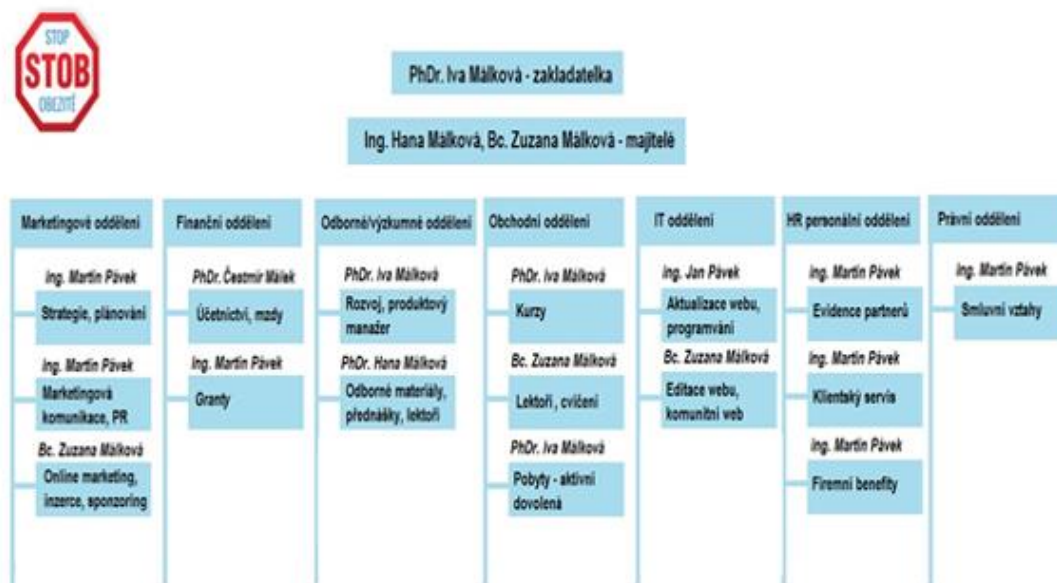 STOP
STOB
OBEZITĚ
PhDr. Iva Málková - zakladatelka
Ing. Hana Málková, Bc. Zuzana Málková - majitelé
Marketingové oddělení
Ing. Martin Pávek
Strategie, plánování
Ing. Martin Pávek
Marketingová
komunikace, PR
Bc. Zuzana Málková
Online marketing,
inzerce, sponzoring
Finanční oddělení
PhDr. Čestmír Málek
Účetnictví, mzdy
Ing. Martin Pávek
Granty
Odborné/výzkumné oddělení
PhDr. Iva Málková
Rozvoj, produktový
manažer
PhDr. Hana Málková
Odborné materiály,
přednášky, lektoři
Obchodní oddělení
PhDr. Iva Málková
Kurzy
Bc. Zuzana Málková
Lektoři , cvičení
PhDr. Iva Málková
Pobyty - aktivní
dovolená
IT oddělení
Ing. Jan Pávek
Aktualizace webu,
programvání
Bc. Zuzana Málková
Editace webu,
komunitní web
HR personální oddělení
Ing. Martin Pávek
Evidence partnerů
Ing. Martin Pávek
Klientský servis
Ing. Martin Pávek
Firemní benefity
Právní oddělení
Ing. Martin Pávek
Smluvní vztahy